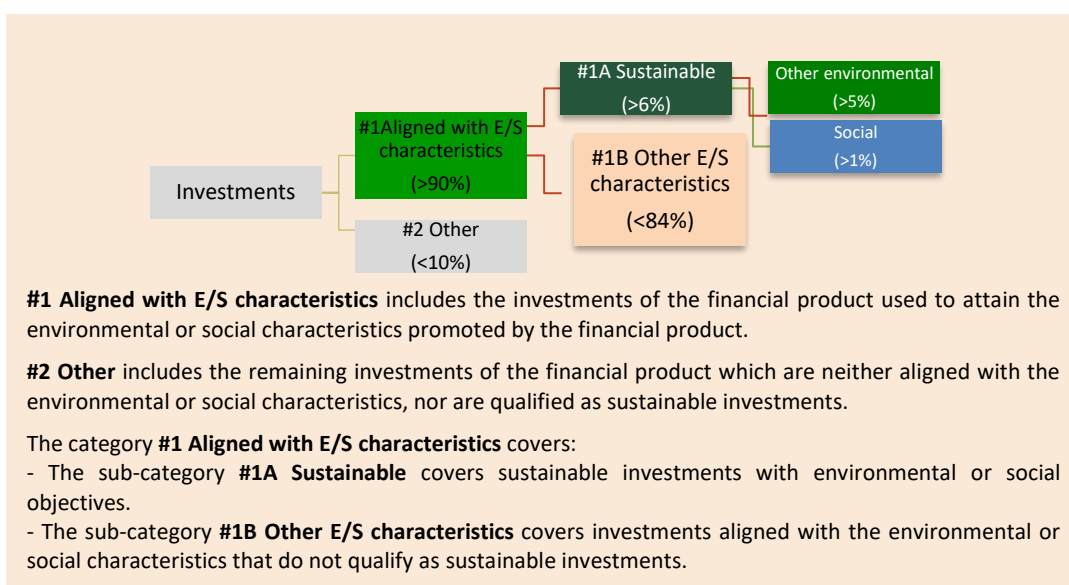 Investments
#1Aligned with E/S
characteristics
(>90%)
#2 Other
(<10%)
#1A Sustainable
(>6%)
#1B Other E/S
characteristics
(<84%)
Other environmental
(>5%)
Social
(>1%)
#1 Aligned with E/S characteristics includes the investments of the financial product used to attain the
environmental or social characteristics promoted by the financial product.
#2 Other includes the remaining investments of the financial product which are neither aligned with the
environmental or social characteristics, nor are qualified as sustainable investments.
The category #1 Aligned with E/S characteristics covers:
- The sub-category #1A Sustainable covers sustainable investments with environmental or social
objectives.
- The sub-category #1B Other E/S characteristics covers investments aligned with the environmental or
social characteristics that do not qualify as sustainable investments.